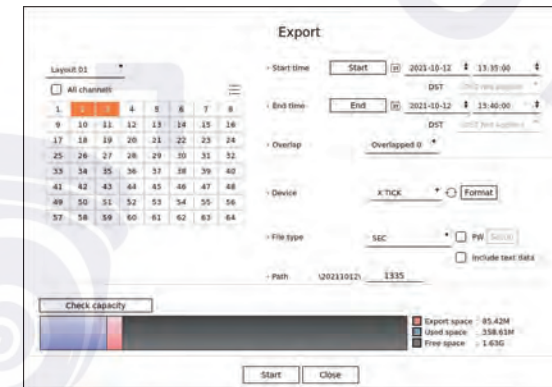 Export
Layout 01
All channels
1 2 3 4 5 6 7 8
9 10 11 12 13 14 15 16
17 18 19 20 21 22 23 24
25 26 27 28 29 30 31 32
33 34 35 36 37 38 39 40
41 42 43 44 45 46 47 48
49 50 51 52 53 54 55 56
57 58 59 60 61 62 63 64
Start time Start 2021-10-12 13:35:00
DST
End time End 2021-10-12 13:40:00
DST
Overlap Overlapped 0
Device X TICK Format
File type SEC PW
Include text data
Path \20211012\ 1335
Check capacity
Export space : 85.42M
Used space : 358.61M
Free space : 1.63G
Start Close